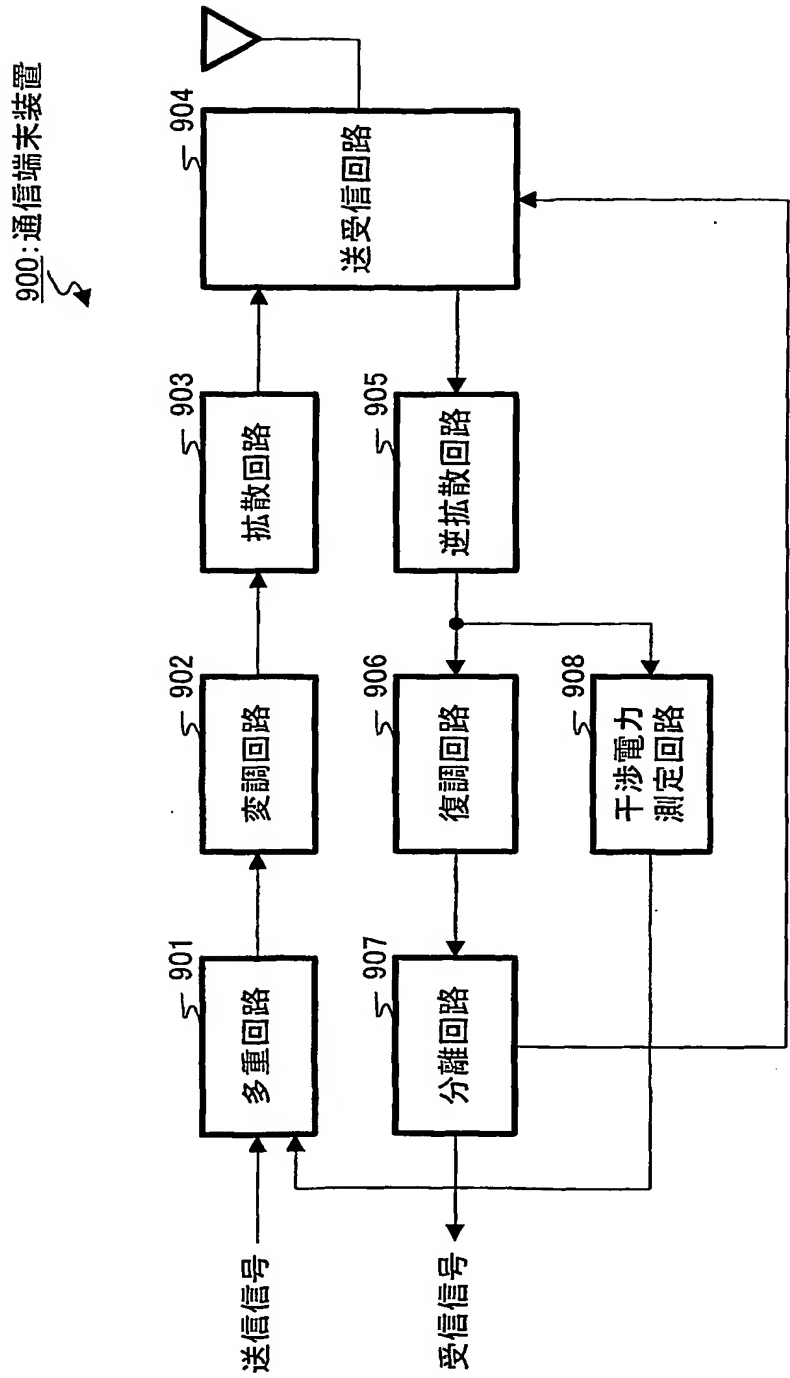 900:通信端末装置
送信信号
901
多重回路
902
変調回路
903
拡散回路
904
送受信回路
905
逆拡散回路
906
復調回路
907
分離回路
受信信号
908
干渉電力
測定回路